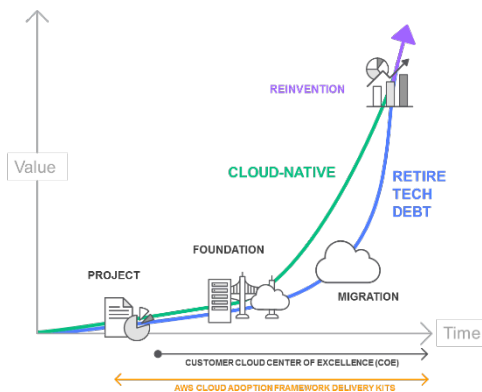 REINVENTION
Value
CLOUD-NATIVE
RETIRE
TECH
DEBT
FOUNDATION
PROJECT
MIGRATION
Time
CUSTOMER CLOUD CENTER OF EXCELLENCE (COE)
AWS CLOUD ADOPTION FRAMEWORK DELIVERY KITS